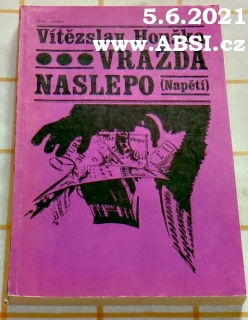 5.6.2021
www.ABSI.cz
Vítězslav
VRAŽDA
NASLEPO (Napětí)